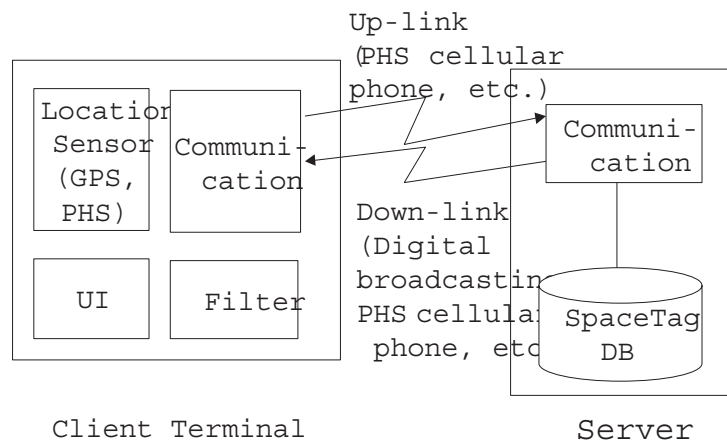 Up-link
(PHS cellular
phone, etc.)
Location
Sensor
(GPS,
PHS)
Communi-
cation
UI
Filter
Communi-
cation
Down-link
(Digital
broadcasting
PHS cellular
phone, etc
SpaceTag
DB
Client Terminal
Server